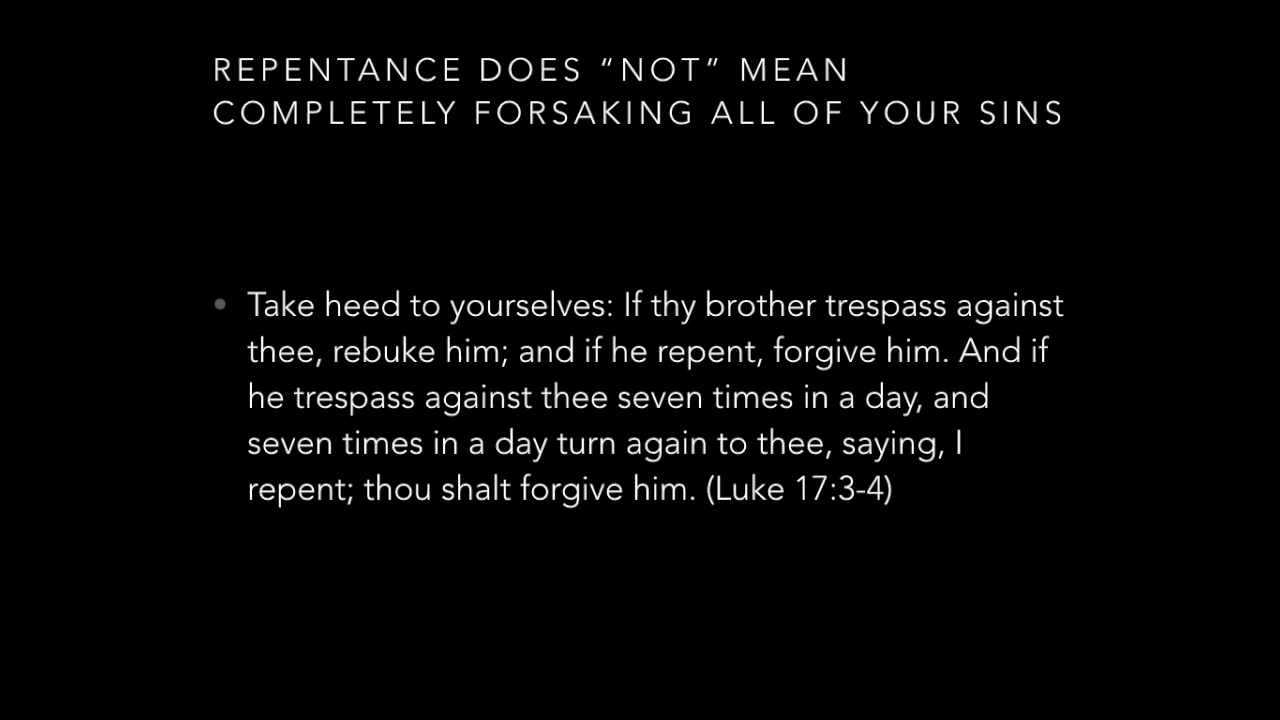 REPENTANCE DOES “NOT” MEAN
COMPLETELY FORSAKING ALL OF YOUR SINS
• Take heed to yourselves: If thy brother trespass against
thee, rebuke him; and if he repent, forgive him. And if
he trespass against thee seven times in a day, and
seven times in a day turn again to thee, saying, I
repent; thou shalt forgive him. (Luke 17:3-4)